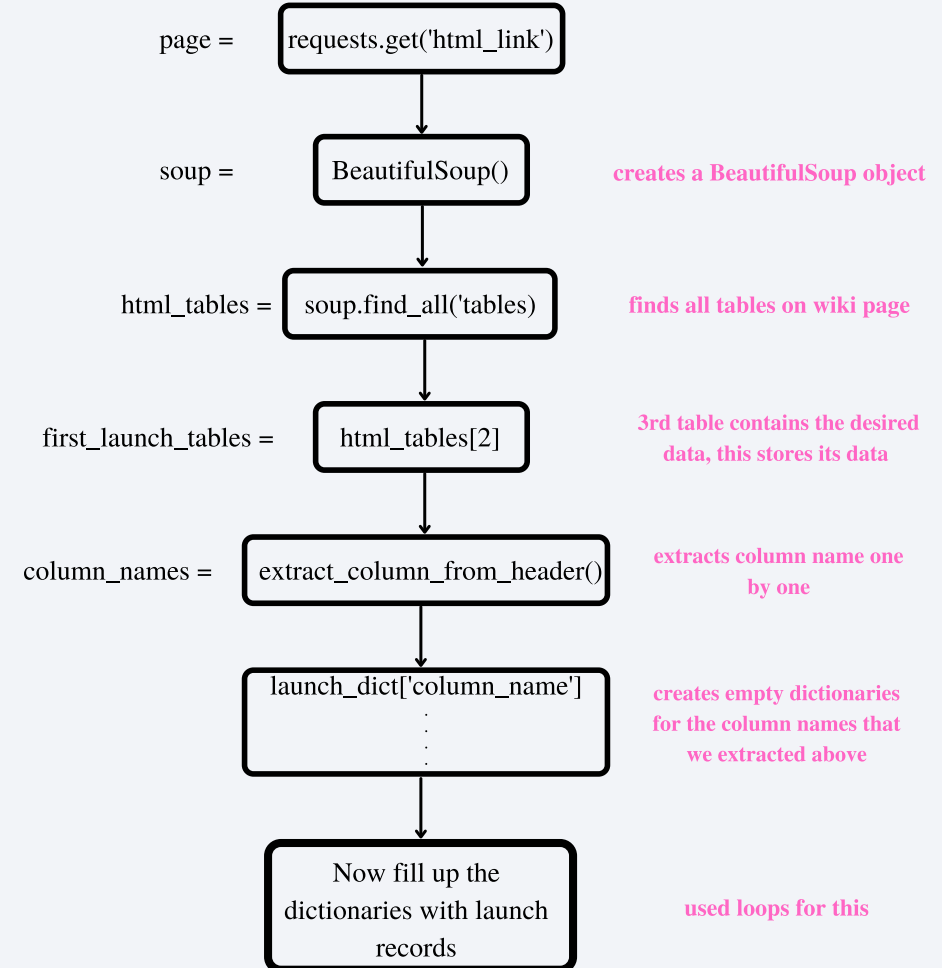 page =
requests.get('html_link')
soup =
BeautifulSoup()
creates a BeautifulSoup object
html_tables =
soup.find_all('tables)
finds all tables on wiki page
first_launch_tables =
html_tables[2]
3rd table contains the desired
data, this stores its data
column_names =
extract_column_from_header()
extracts column name one
by one
launch_dict['column_name']
.
.
.
.
creates empty dictionaries
for the column names that
we extracted above
Now fill up the
dictionaries with launch
records
used loops for this